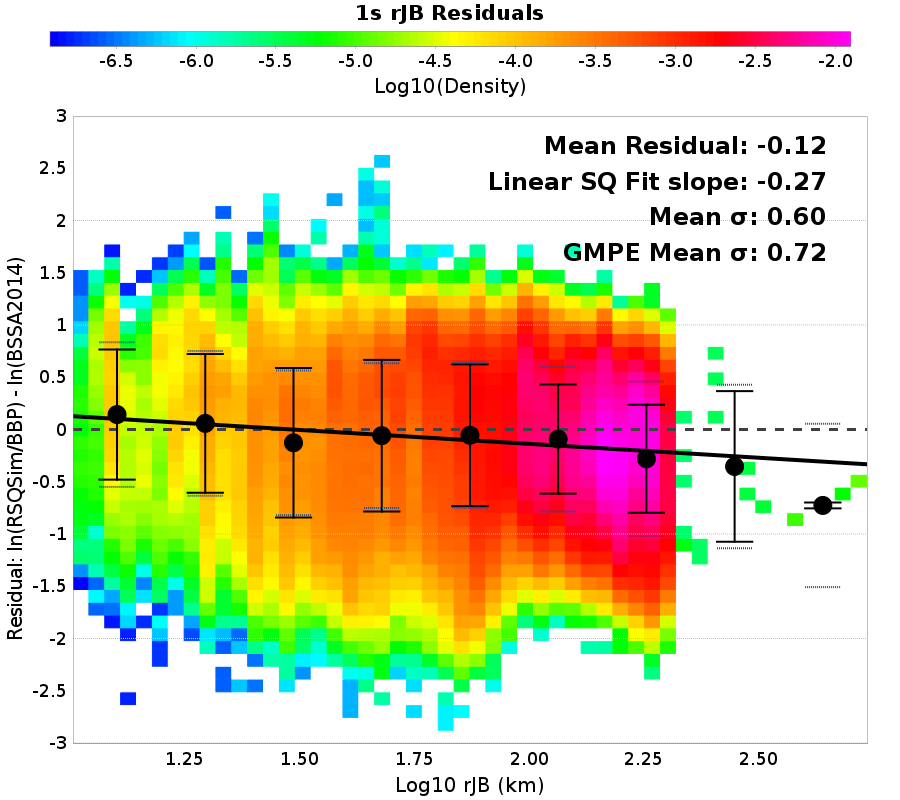 1s rJB Residuals
-6.5 -6.0 -5.5 -5.0 -4.5 -4.0 -3.5 -3.0 -2.5 -2.0
Log10(Density)
Mean Residual: -0.12
Linear SQ Fit slope: -0.27
Mean σ: 0.60
GMPE Mean σ: 0.72
Residual: ln(RSQSim/BBP) - ln(BSSA2014)
3
2.5
2
1.5
1
0.5
0
-0.5
-1
-1.5
-2
-2.5
-3
1.25 1.50 1.75 2.00 2.25 2.50
Log10 rJB (km)